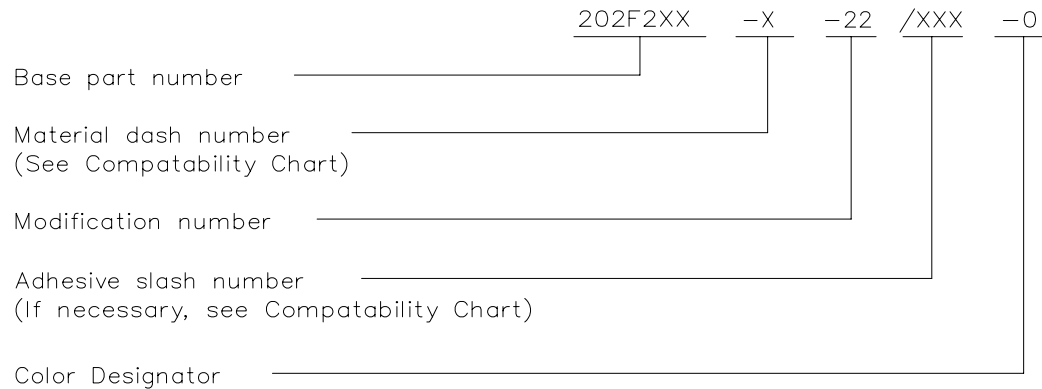 202F2XX -X -22 /XXX -0
Base part number
Material dash number
(See Compatability Chart)
Modification number
Adhesive slash number
(If necessary, see Compatability Chart)
Color Designator